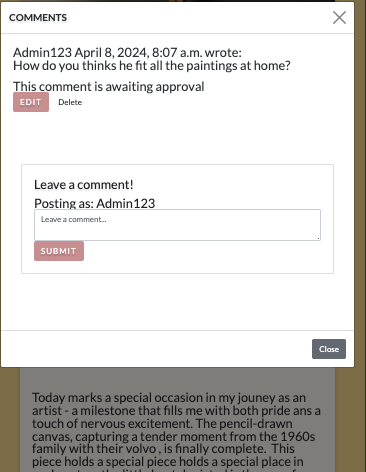 COMMENTS
Admin123 April 8, 2024, 8:07 a.m. wrote:
How do you thinks he fit all the paintings at home?
This comment is awaiting approval
EDIT Delete
Leave a comment!
Posting as: Admin123
Leave a comment...
SUBMIT
Close
Today marks a special occasion in my jouney as an
artist - a milestone that fills me with both pride ans a
touch of nervous excitement. The pencil-drawn
canvas, capturing a tender moment from the 1960s
family with their volvo , is finally complete. This
piece holds a special piece holds a special place in